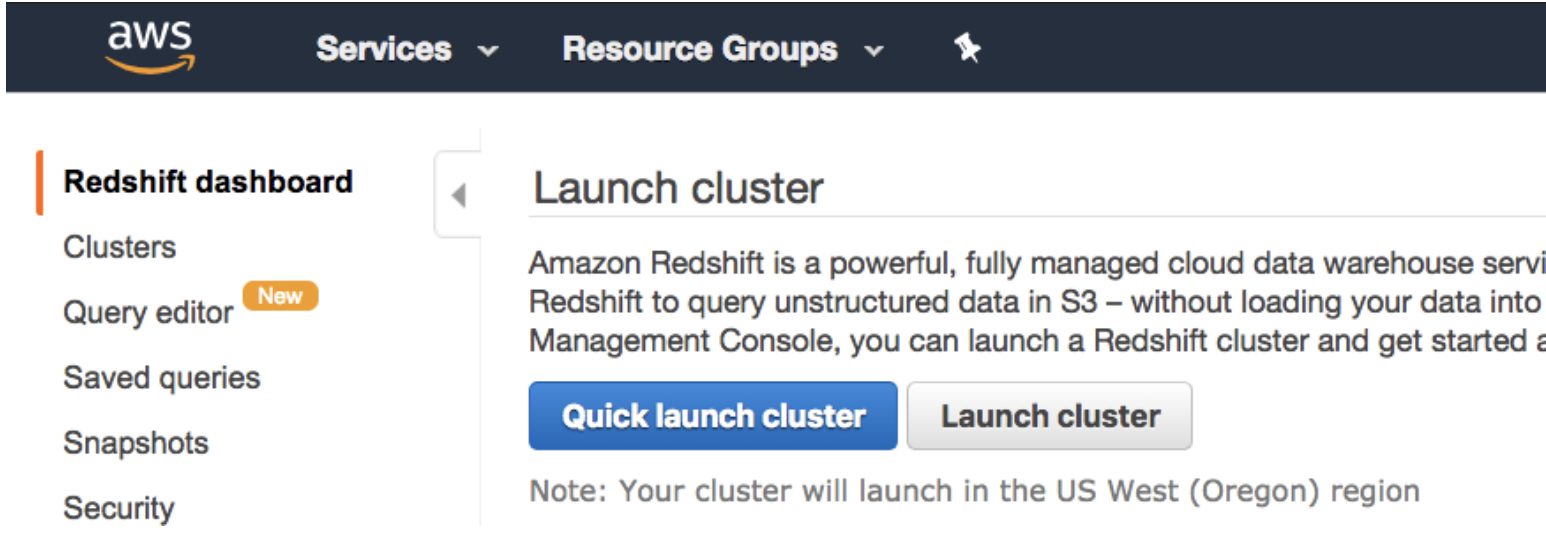 aws
Services
Resource Groups
Redshift dashboard
Clusters
Query editor New
Saved queries
Snapshots
Security
Launch cluster
Amazon Redshift is a powerful, fully managed cloud data warehouse servi
Redshift to query unstructured data in S3 – without loading your data into
Management Console, you can launch a Redshift cluster and get started a
Quick launch cluster
Launch cluster
Note: Your cluster will launch in the US West (Oregon) region